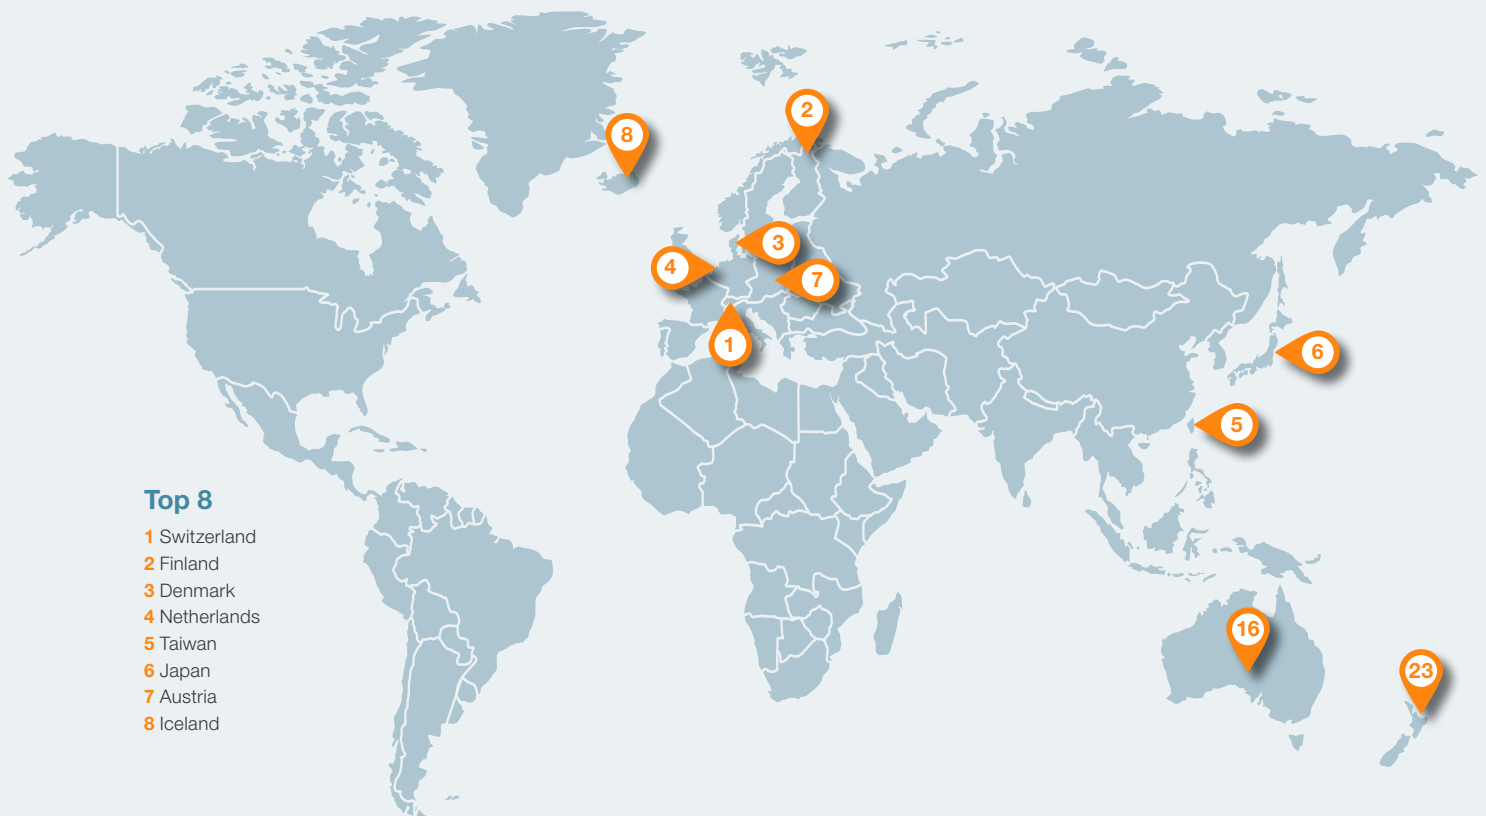 2
8
3
4
7
1
6
5
Top 8
1 Switzerland
2 Finland
3 Denmark
4 Netherlands
5 Taiwan
6 Japan
7 Austria
8 Iceland
16
23